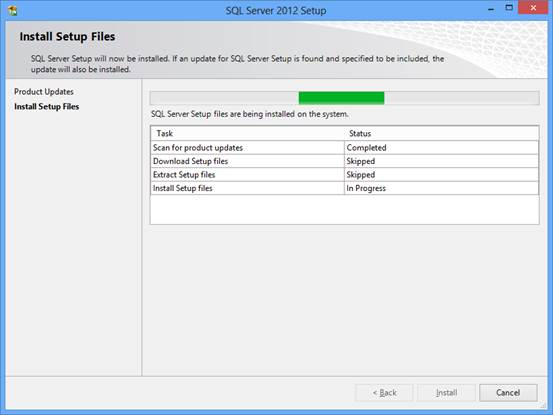 SQL Server 2012 Setup
Install Setup Files
SQL Server Setup will now be installed. If an update for SQL Server Setup is found and specified to be included, the
update will also be installed.
Product Updates
Install Setup Files
SQL Server Setup files are being installed on the system.
Task Status
Scan for product updates Completed
Download Setup files Skipped
Extract Setup files Skipped
Install Setup files In Progress
< Back Install Cancel